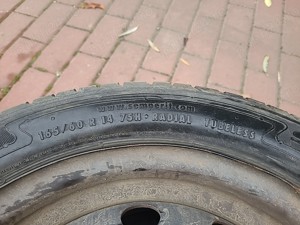 www.semperit.com
165/60 R 14 75H · RADIAL TUBELESS